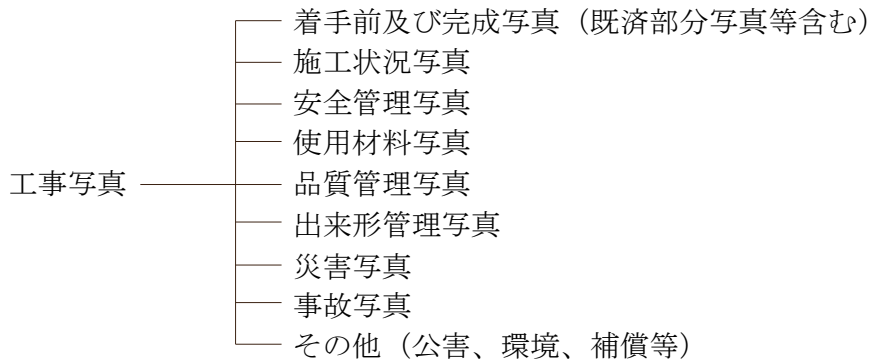 着手前及び完成写真（既済部分写真等含む）
施工状況写真
安全管理写真
使用材料写真
工事写真
品質管理写真
出来形管理写真
災害写真
事故写真
その他（公害、環境、補償等）